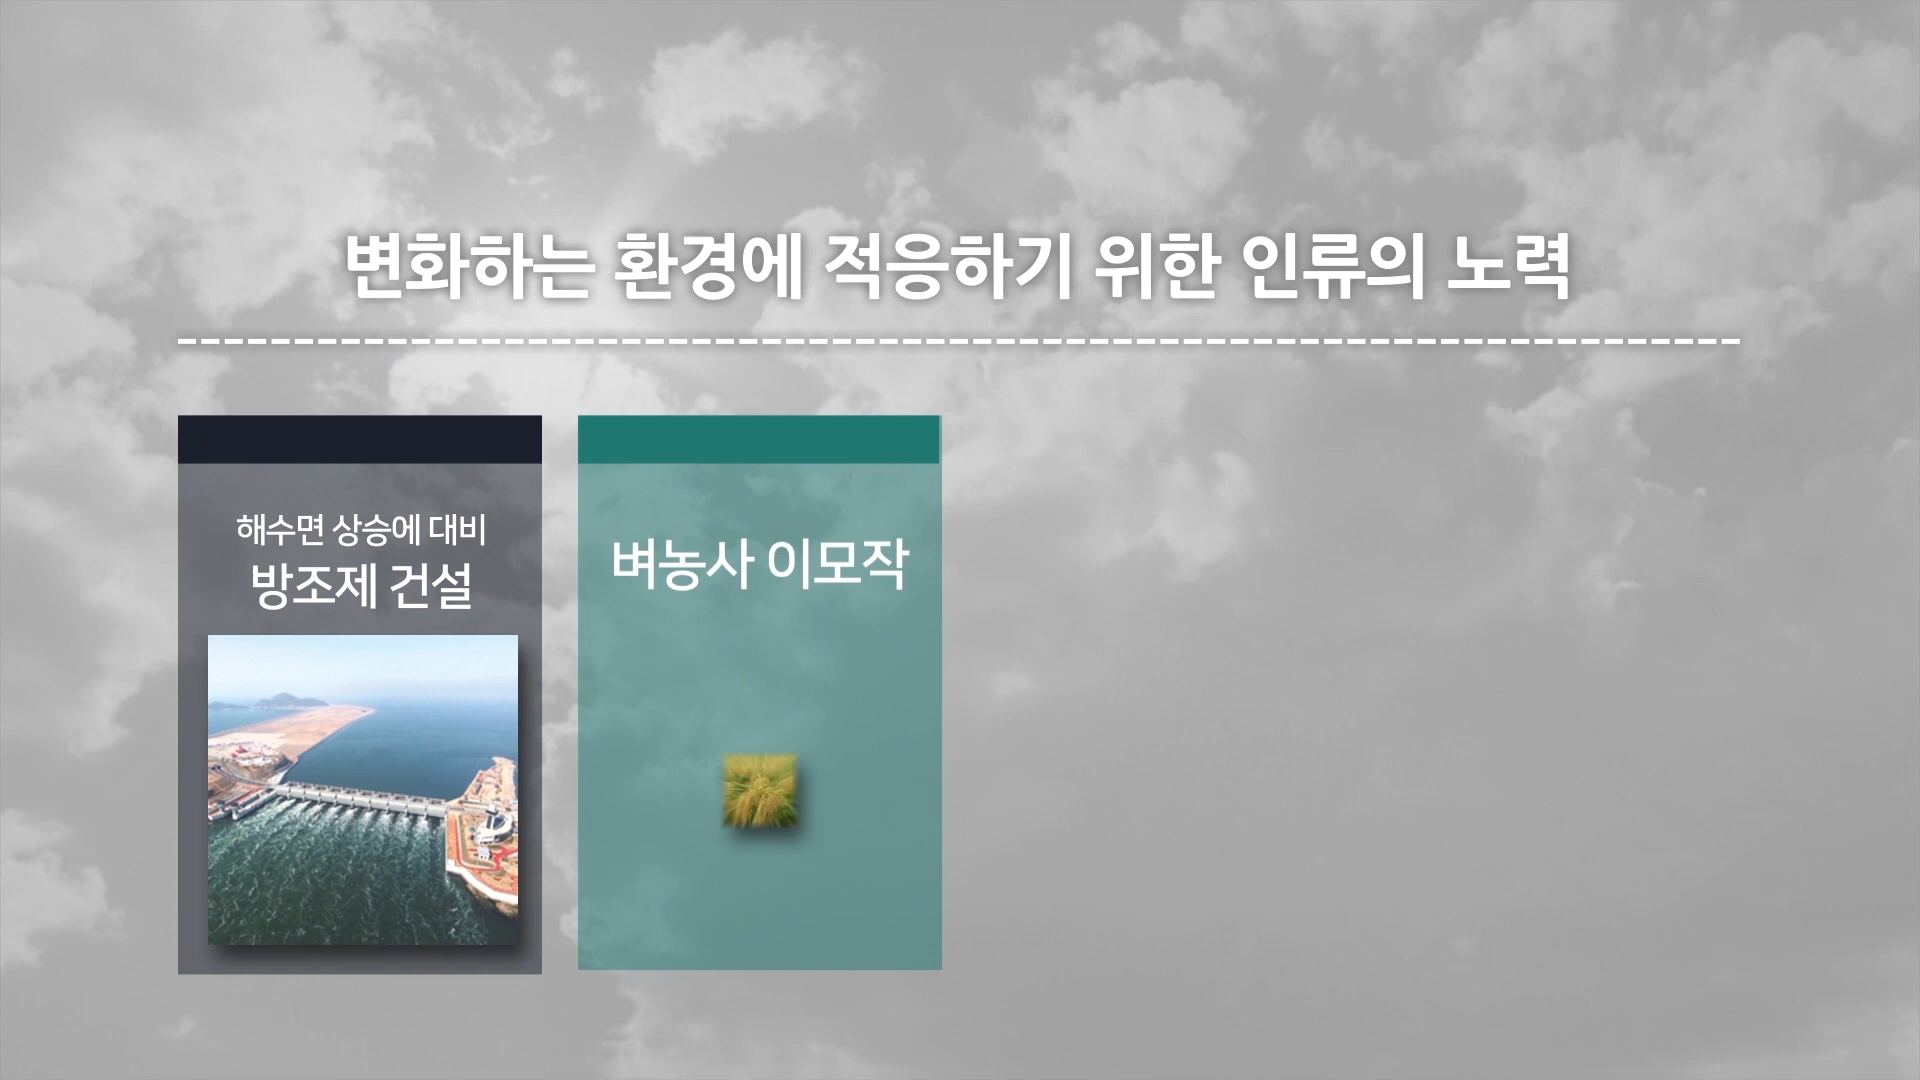 변화하는 환경에 적응하기 위한 인류의 노력
해수면 상승에 대비
방조제 건설
벼농사 이모작